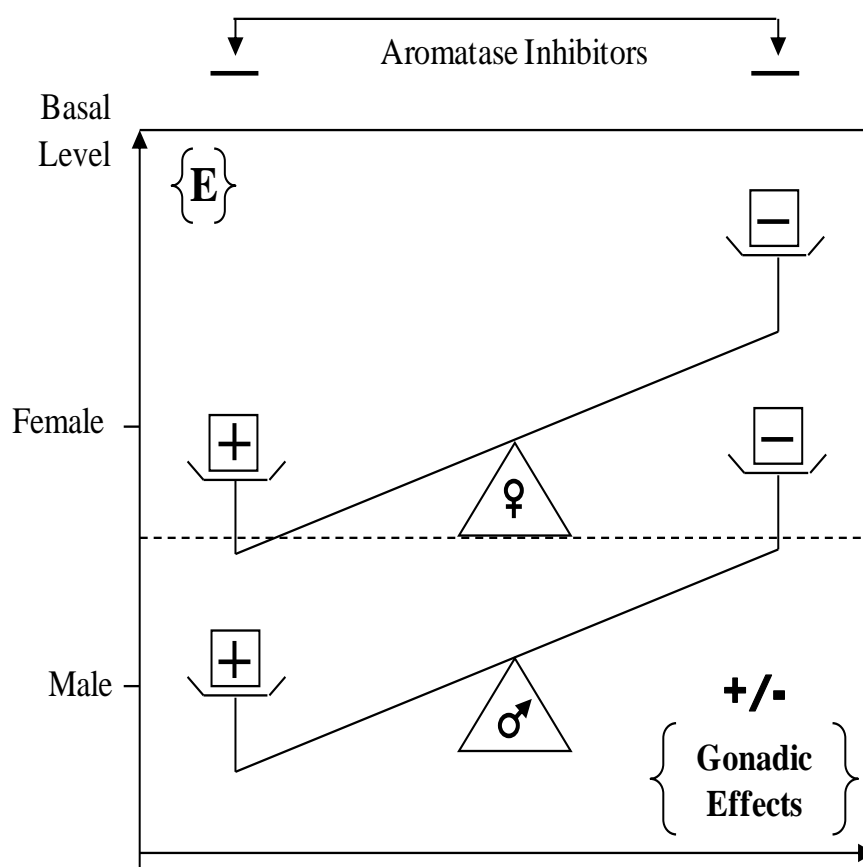 Aromatase Inhibitors
— —
Basal
Level
{E}
−
−
Female
+
♀
+
Male
♂
+/-
{Gonadic
Effects}